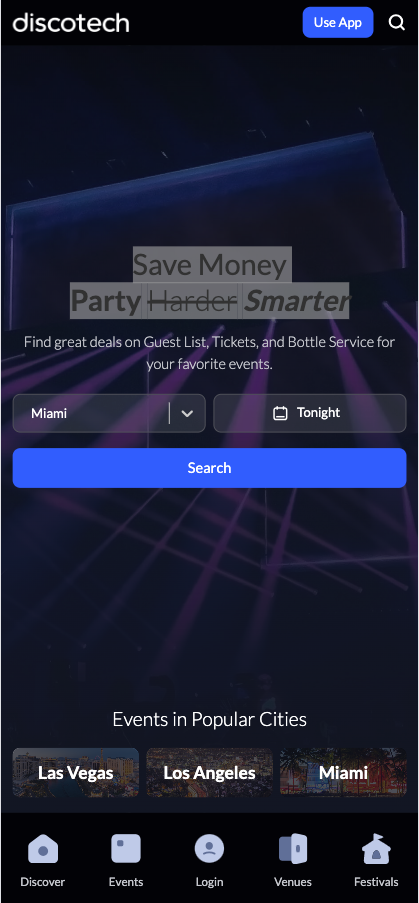 discotech
Use App
Save Money
Party Harder Smarter
Find great deals on Guest List, Tickets, and Bottle Service for
your favorite events.
Miami
Tonight
Search
Events in Popular Cities
Las Vegas
Los Angeles
Miami
Discover
Events
Login
Venues
Festivals